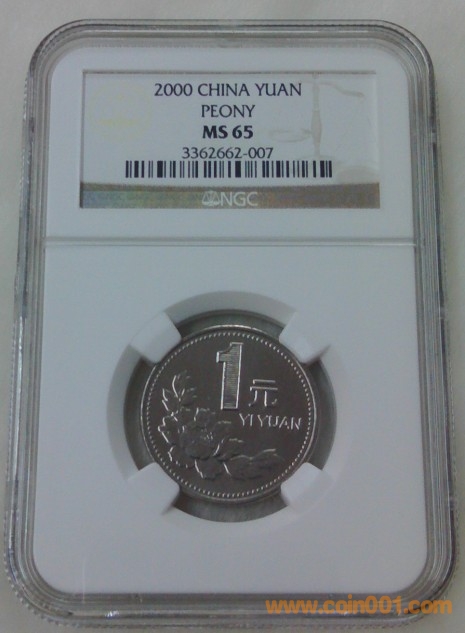 2000 CHINA YUAN
PEONY
MS 65
3362662-007
NGC
1元
YI YUAN
www.coin001.com